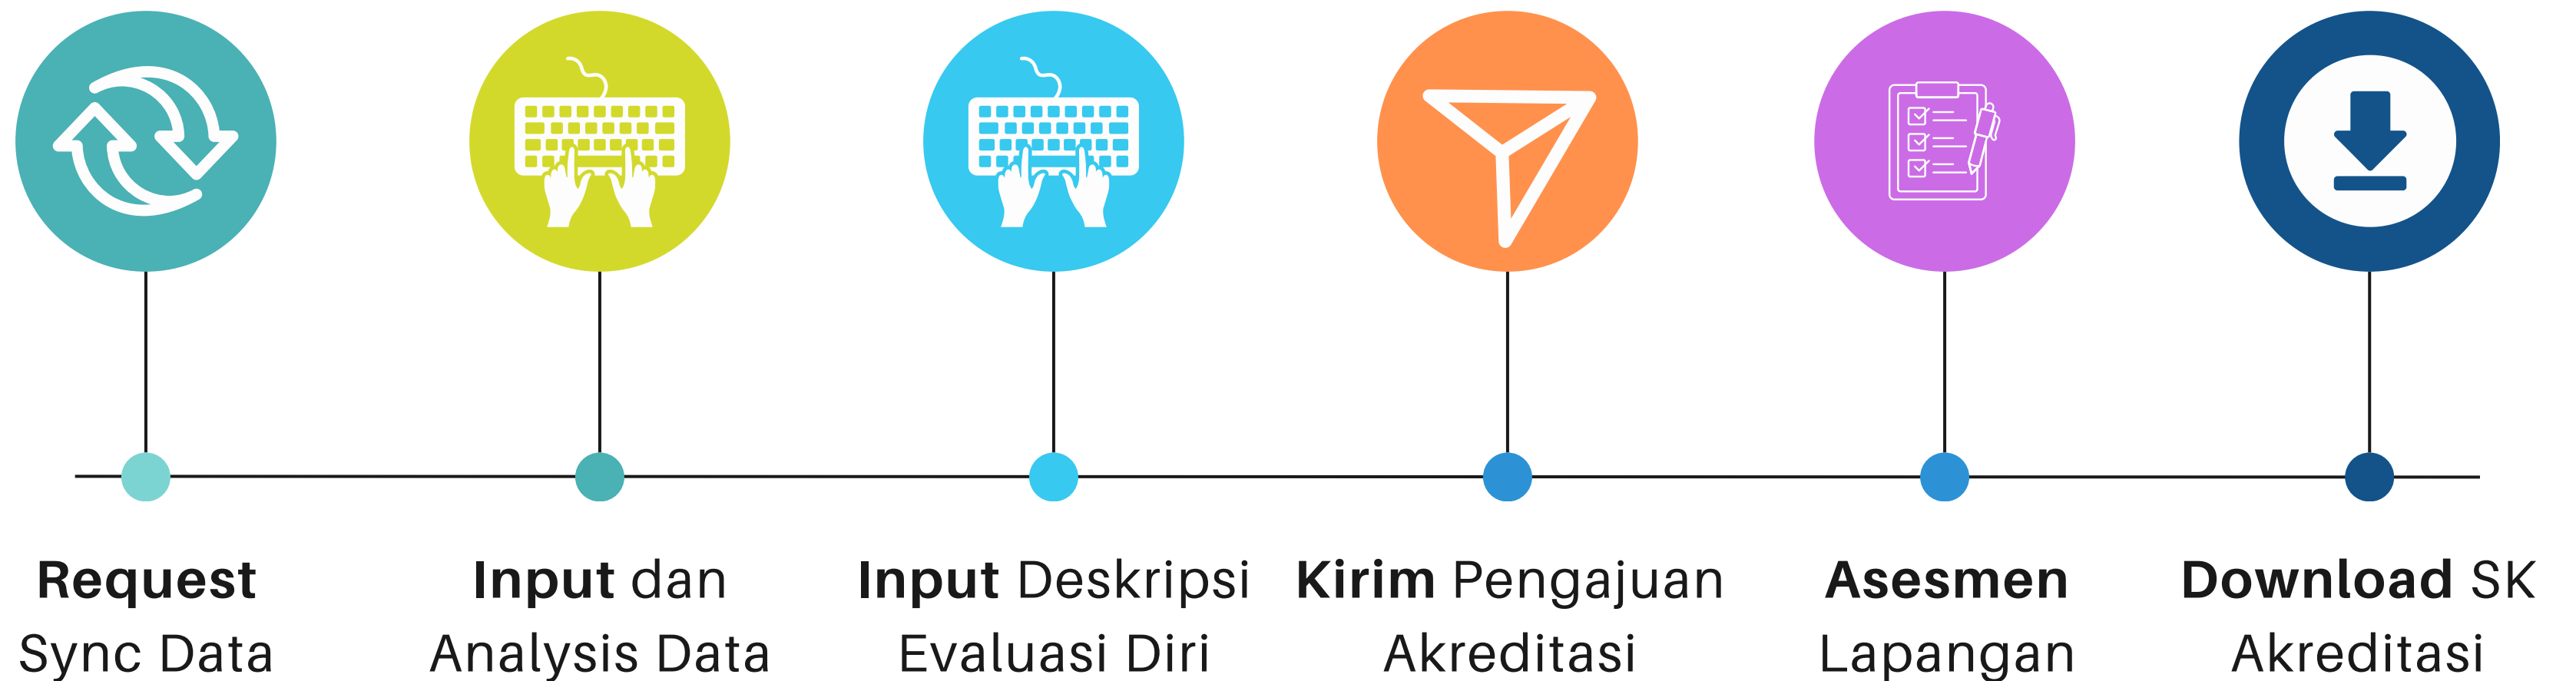 Request
Sync Data
Input dan
Analysis Data
Input Deskripsi
Evaluasi Diri
Kirim Pengajuan
Akreditasi
Asesmen
Lapangan
Download SK
Akreditasi